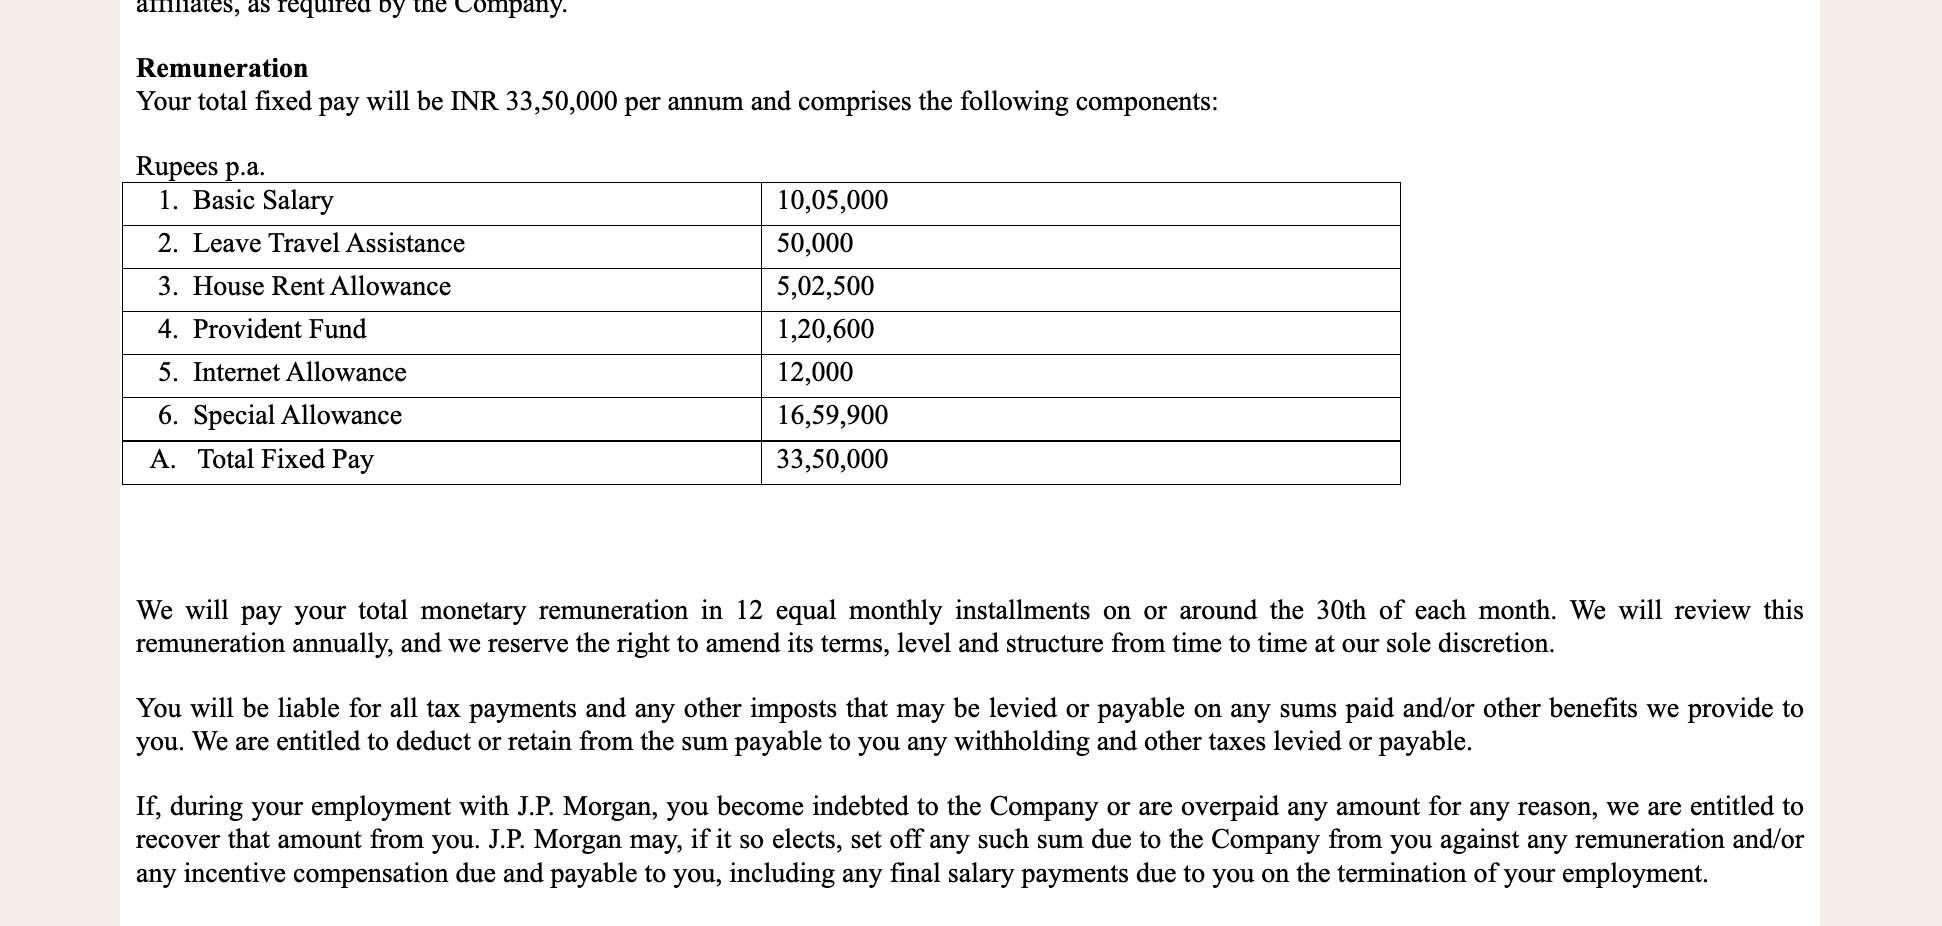 affiliates, as required by the Company.
Remuneration
Your total fixed pay will be INR 33,50,000 per annum and comprises the following components:
Rupees p.a.
1. Basic Salary 10,05,000
2. Leave Travel Assistance 50,000
3. House Rent Allowance 5,02,500
4. Provident Fund 1,20,600
5. Internet Allowance 12,000
6. Special Allowance 16,59,900
A. Total Fixed Pay 33,50,000
We will pay your total monetary remuneration in 12 equal monthly installments on or around the 30th of each month. We will review this
remuneration annually, and we reserve the right to amend its terms, level and structure from time to time at our sole discretion.
You will be liable for all tax payments and any other imposts that may be levied or payable on any sums paid and/or other benefits we provide to
you. We are entitled to deduct or retain from the sum payable to you any withholding and other taxes levied or payable.
If, during your employment with J.P. Morgan, you become indebted to the Company or are overpaid any amount for any reason, we are entitled to
recover that amount from you. J.P. Morgan may, if it so elects, set off any such sum due to the Company from you against any remuneration and/or
any incentive compensation due and payable to you, including any final salary payments due to you on the termination of your employment.